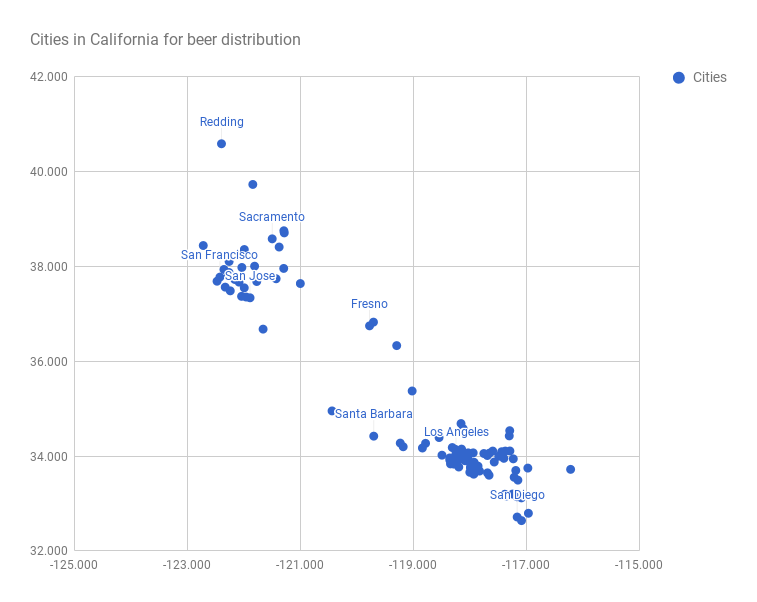 Cities in California for beer distribution
Cities
42.000
40.000
38.000
36.000
34.000
32.000
Redding
Sacramento
San Francisco
San Jose
Fresno
Santa Barbara
Los Angeles
San Diego
-125.000
-123.000
-121.000
-119.000
-117.000
-115.000